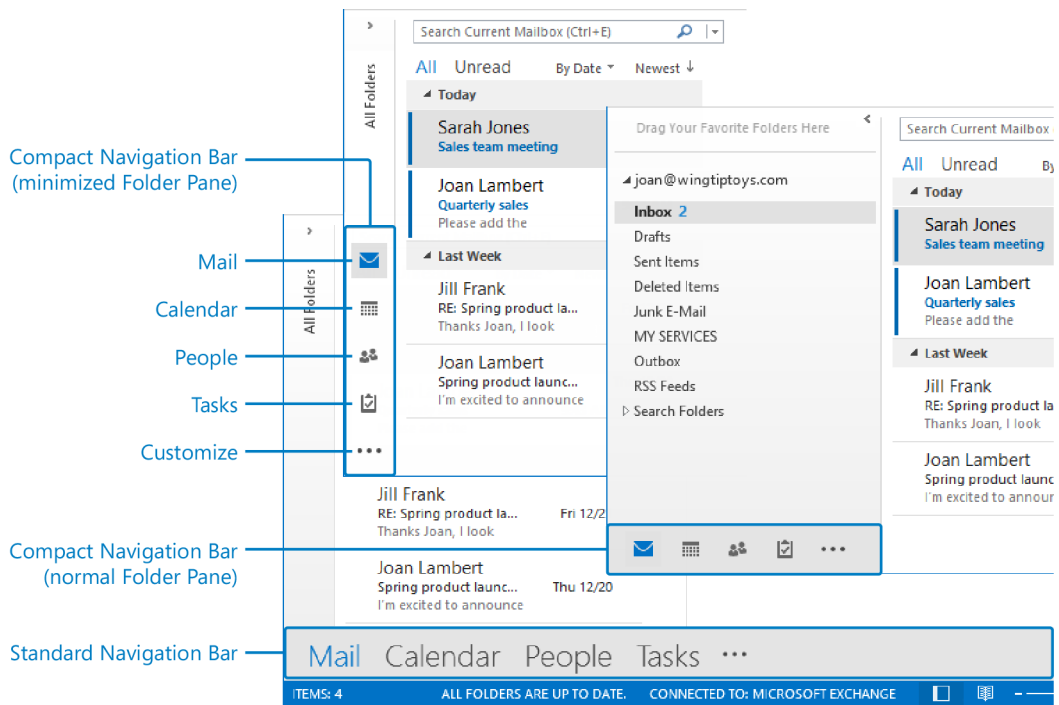 Search Current Mailbox (Ctrl+E)
All Folders
All Unread By Date Newest
Today
Sarah Jones
Sales team meeting
Joan Lambert
Quarterly sales
Please add the
Last Week
Jill Frank
RE: Spring product la...
Thanks Joan, I look
Joan Lambert
Spring product launc...
I'm excited to announce
Drag Your Favorite Folders Here
joan@wingtiptoys.com
Inbox 2
Drafts
Sent Items
Deleted Items
Junk E-Mail
MY SERVICES
Outbox
RSS Feeds
Search Folders
Search Current Mailbox
All Unread By
Today
Sarah Jones
Sales team meeting
Joan Lambert
Quarterly sales
Please add the
Last Week
Jill Frank
RE: Spring product la
Thanks Joan, I look
Joan Lambert
Spring product launc
I'm excited to announ
Compact Navigation Bar
(minimized Folder Pane)
Mail
Calendar
People
Tasks
Customize
All Folders
Jill Frank
RE: Spring product la... Fri 12/2
Thanks Joan, I look
Joan Lambert
Spring product launc... Thu 12/20
I'm excited to announce
Compact Navigation Bar
(normal Folder Pane)
Standard Navigation Bar
Mail Calendar People Tasks ...
ITEMS: 4 ALL FOLDERS ARE UP TO DATE. CONNECTED TO: MICROSOFT EXCHANGE